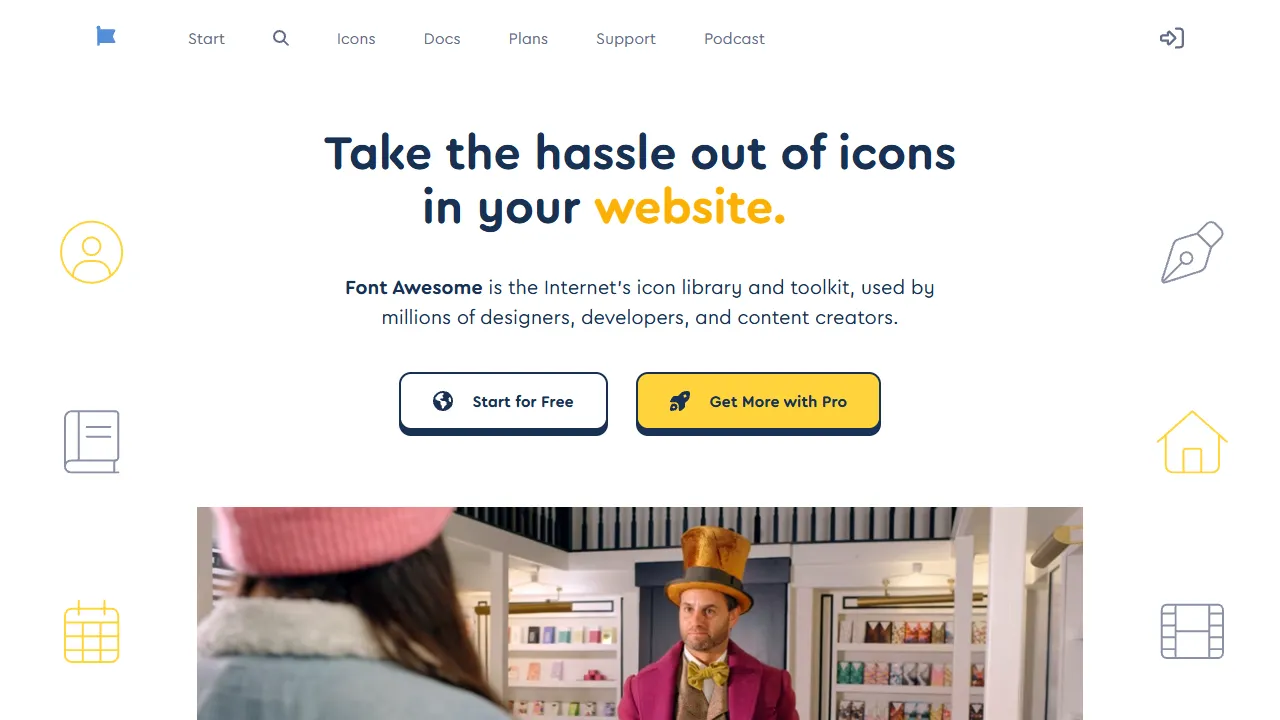 Start
Icons
Docs
Plans
Support
Podcast
Take the hassle out of icons
in your website.
Font Awesome is the Internet's icon library and toolkit, used by
millions of designers, developers, and content creators.
Start for Free
Get More with Pro